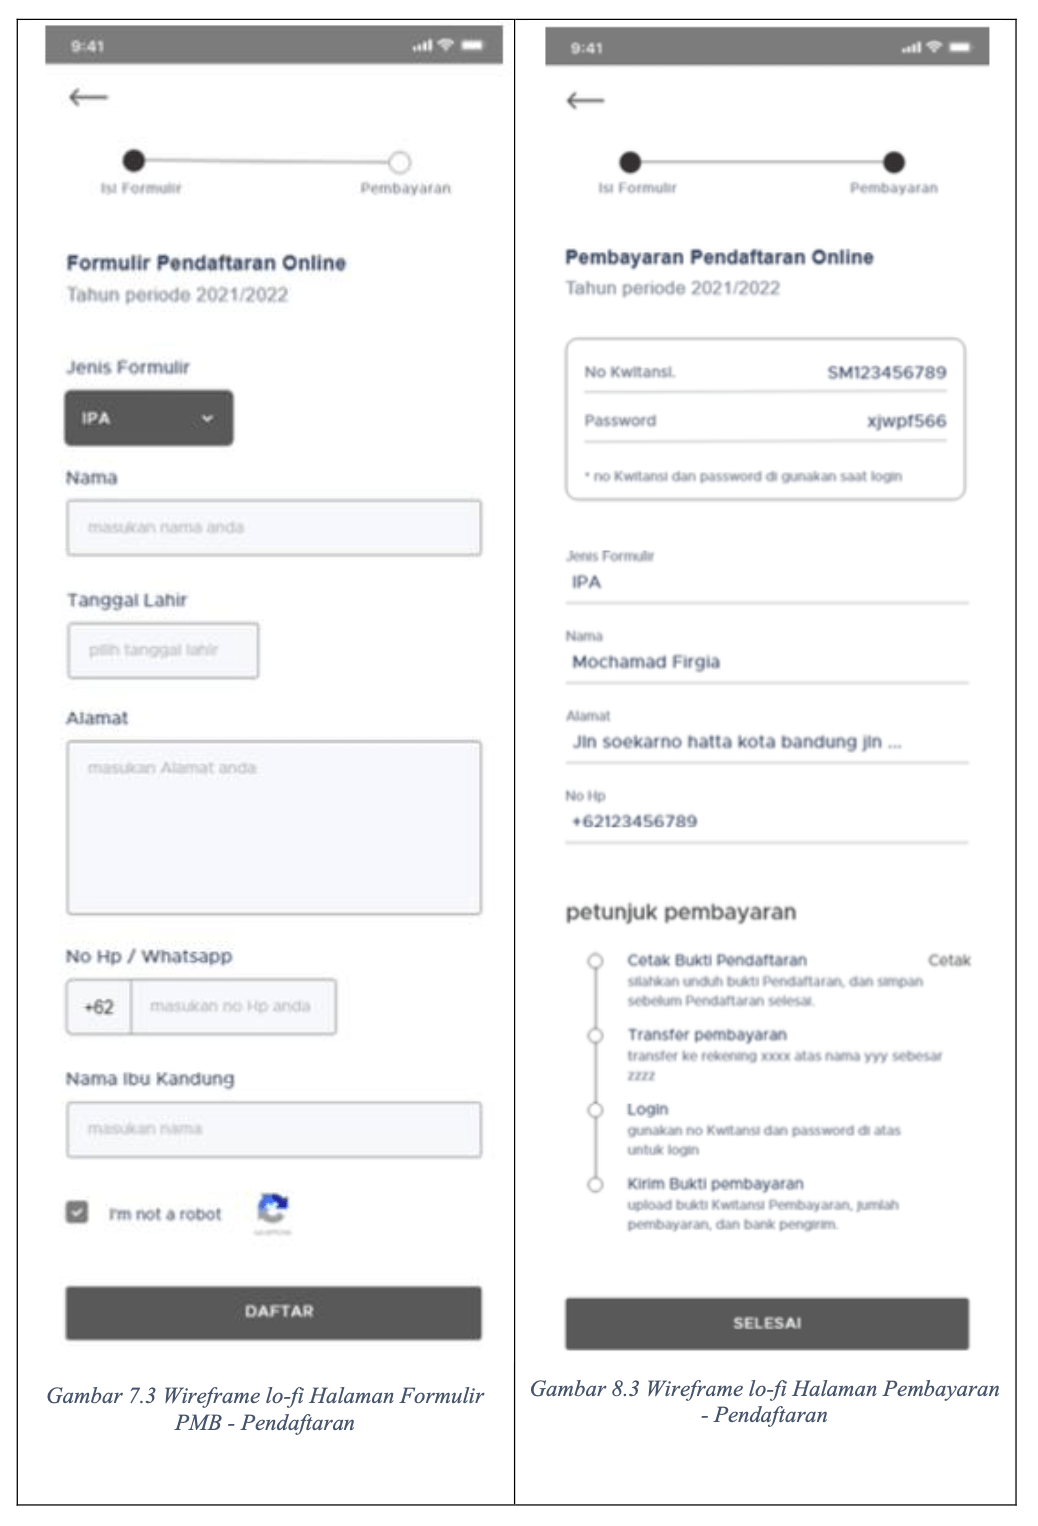 9:41
Isi Formulir
Pembayaran
Formulir Pendaftaran Online
Tahun periode 2021/2022
Jenis Formulir
IPA
Nama
masukan nama anda
Tanggal Lahir
pilih tanggal lahir
Alamat
masukan Alamat anda
No Hp / Whatsapp
+62
masukan no Hp anda
Nama Ibu Kandung
masukan nama
I'm not a robot
DAFTAR
Gambar 7.3 Wireframe lo-fi Halaman Formulir
PMB - Pendaftaran
9:41
Isi Formulir
Pembayaran
Pembayaran Pendaftaran Online
Tahun periode 2021/2022
No Kwitansi.
SM123456789
Password
xjwpf566
* no Kwitansi dan password di gunakan saat login
Jenis Formulir
IPA
Nama
Mochamad Firgia
Alamat
Jln soekarno hatta kota bandung jln ...
No Hp
+62123456789
petunjuk pembayaran
Cetak Bukti Pendaftaran
Cetak
silahkan unduh bukti Pendaftaran, dan simpan
sebelum Pendaftaran selesai.
Transfer pembayaran
transfer ke rekening xxxx atas nama yyy sebesar
zzzz
Login
gunakan no Kwitansi dan password di atas
untuk login
Kirim Bukti pembayaran
upload bukti Kwitansi Pembayaran, jumlah
pembayaran, dan bank pengirim.
SELESAI
Gambar 8.3 Wireframe lo-fi Halaman Pembayaran
- Pendaftaran